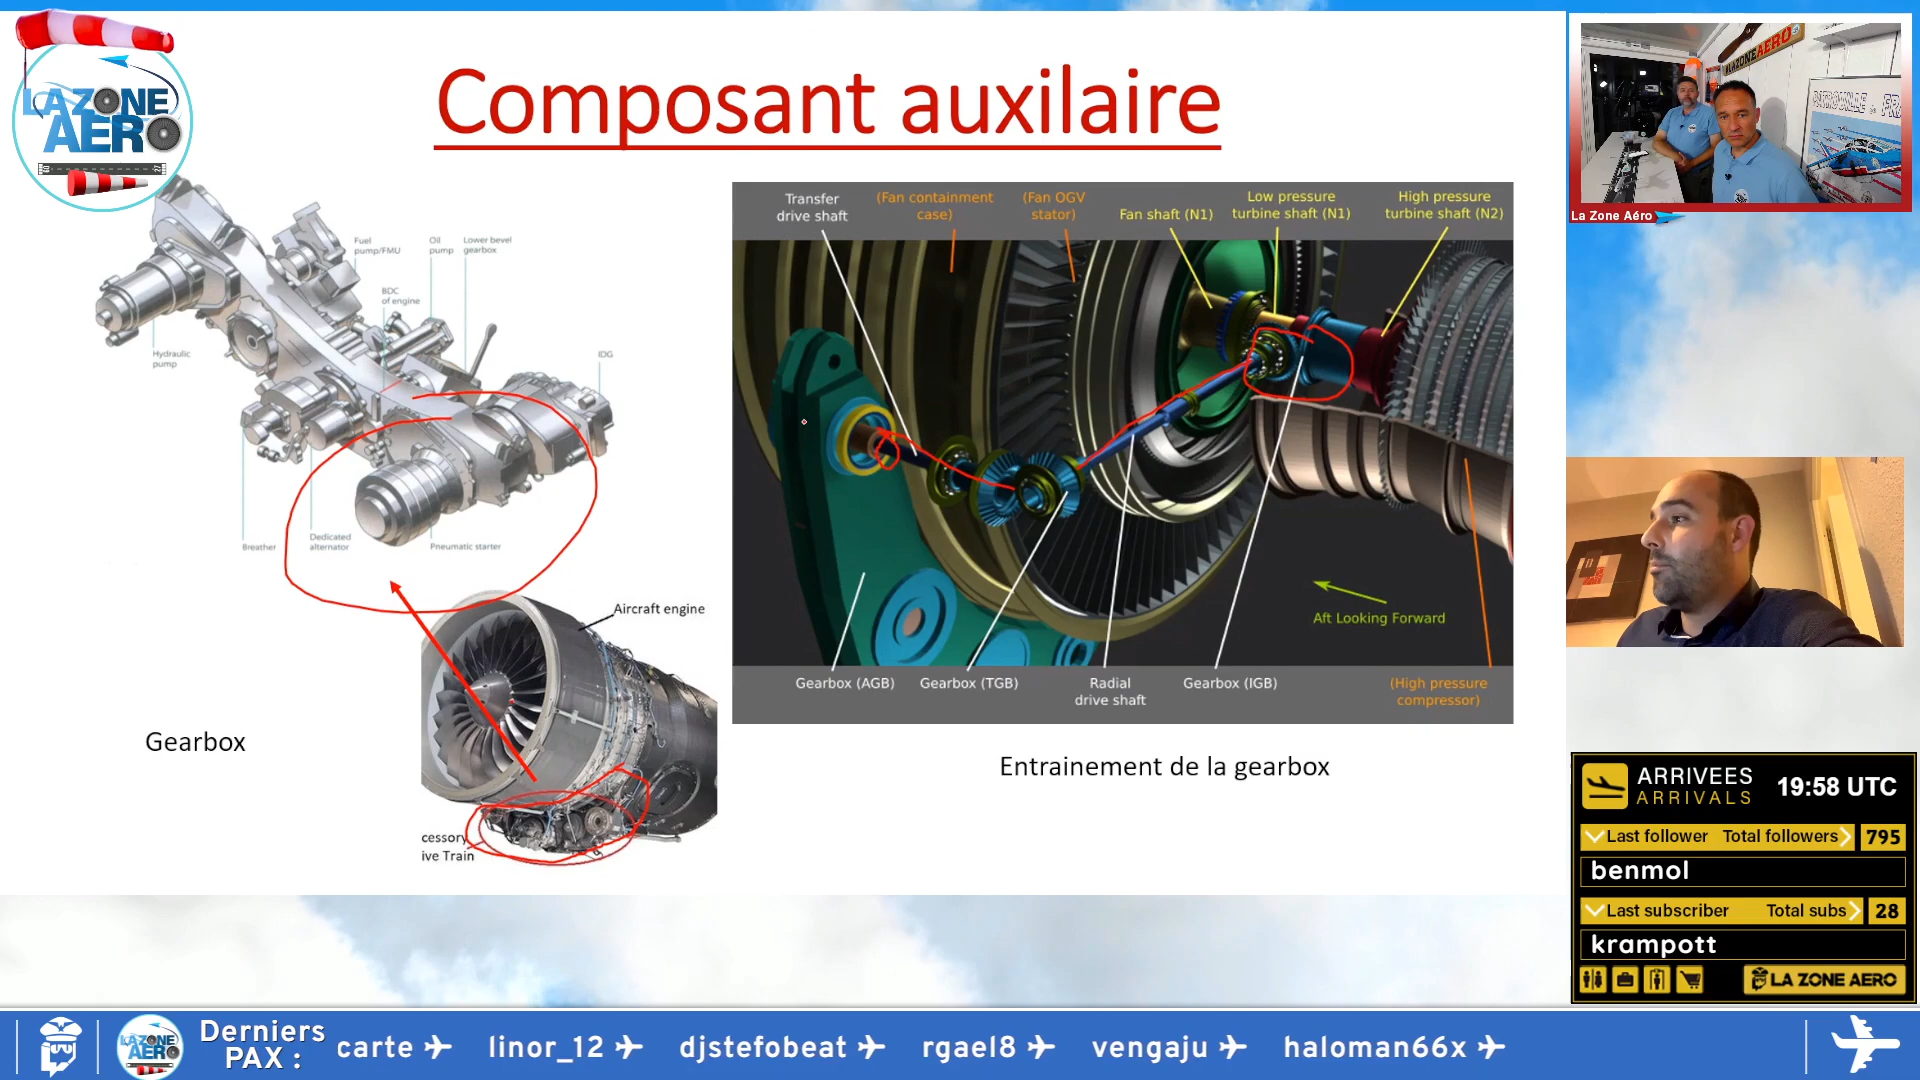 LA ZONE
AERO
Composant auxilaire
Fuel
pump/FMU
Oil
pump
Lower bevel
gearbox
BDC
of engine
IDG
Hydraulic
pump
Breather
Dedicated
alternator
Pneumatic starter
Gearbox
Aircraft engine
cessory
ive Train
Transfer
drive shaft
(Fan containment
case)
(Fan OGV
stator)
Fan shaft (N1)
Low pressure
turbine shaft (N1)
High pressure
turbine shaft (N2)
Aft Looking Forward
Gearbox (AGB)
Gearbox (TGB)
Radial
drive shaft
Gearbox (IGB)
(High pressure
compressor)
Entrainement de la gearbox
LAZONEAERO
PATROUILLE
La Zone Aéro
ARRIVEES
ARRIVALS
19:58 UTC
Last follower Total followers 795
benmol
Last subscriber Total subs 28
krampott
LA ZONE AERO
LA ZONE
AERO
Derniers
PAX :
carte linor_12 djstefobeat rgael8 vengaju haloman66x